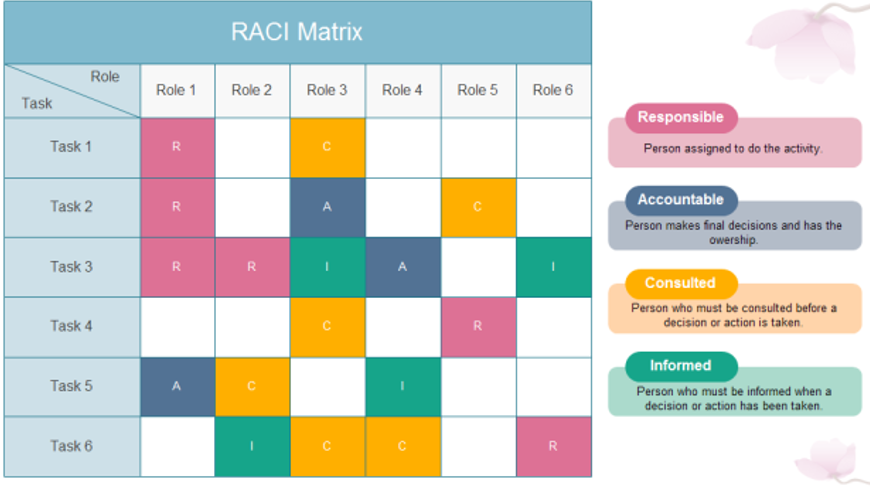 RACI Matrix
Role
Task
Role 1 Role 2 Role 3 Role 4 Role 5 Role 6
Task 1 R C
Task 2 R A C
Task 3 R R I A I
Task 4 C R
Task 5 A C I
Task 6 I C C R
Responsible
Person assigned to do the activity.
Accountable
Person makes final decisions and has the
owership.
Consulted
Person who must be consulted before a
decision or action is taken.
Informed
Person who must be informed when a
decision or action has been taken.